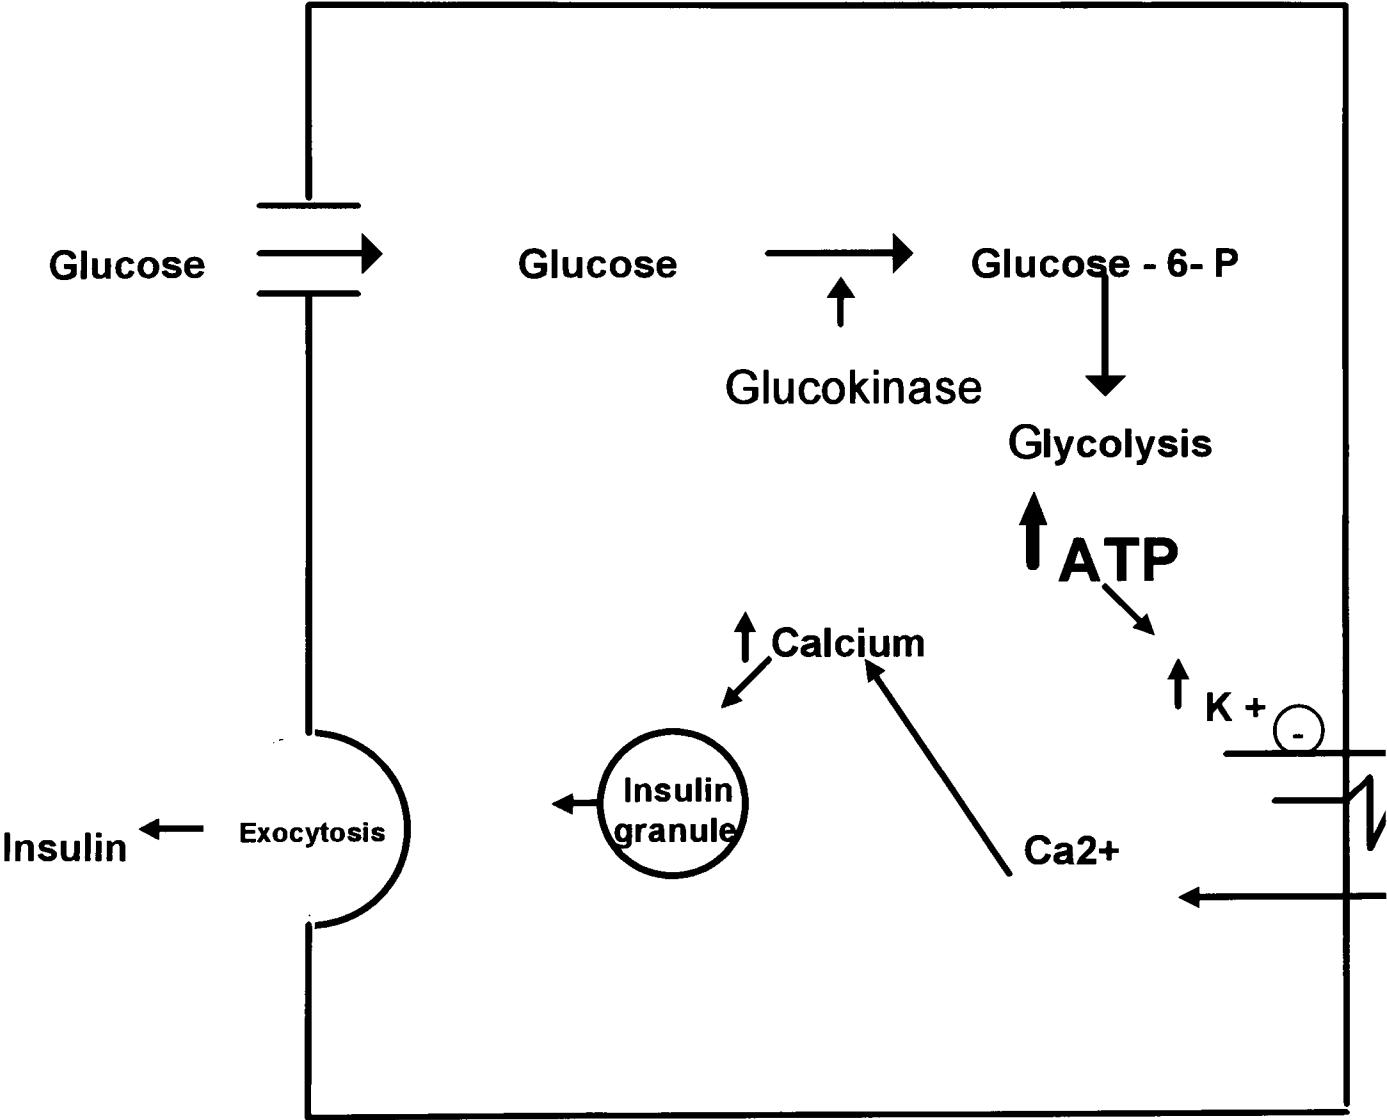 Glucose
Glucose
Glucose - 6- P
Glucokinase
Glycolysis
ATP
Calcium
K +
-
Insulin
granule
Ca2+
Exocytosis
Insulin